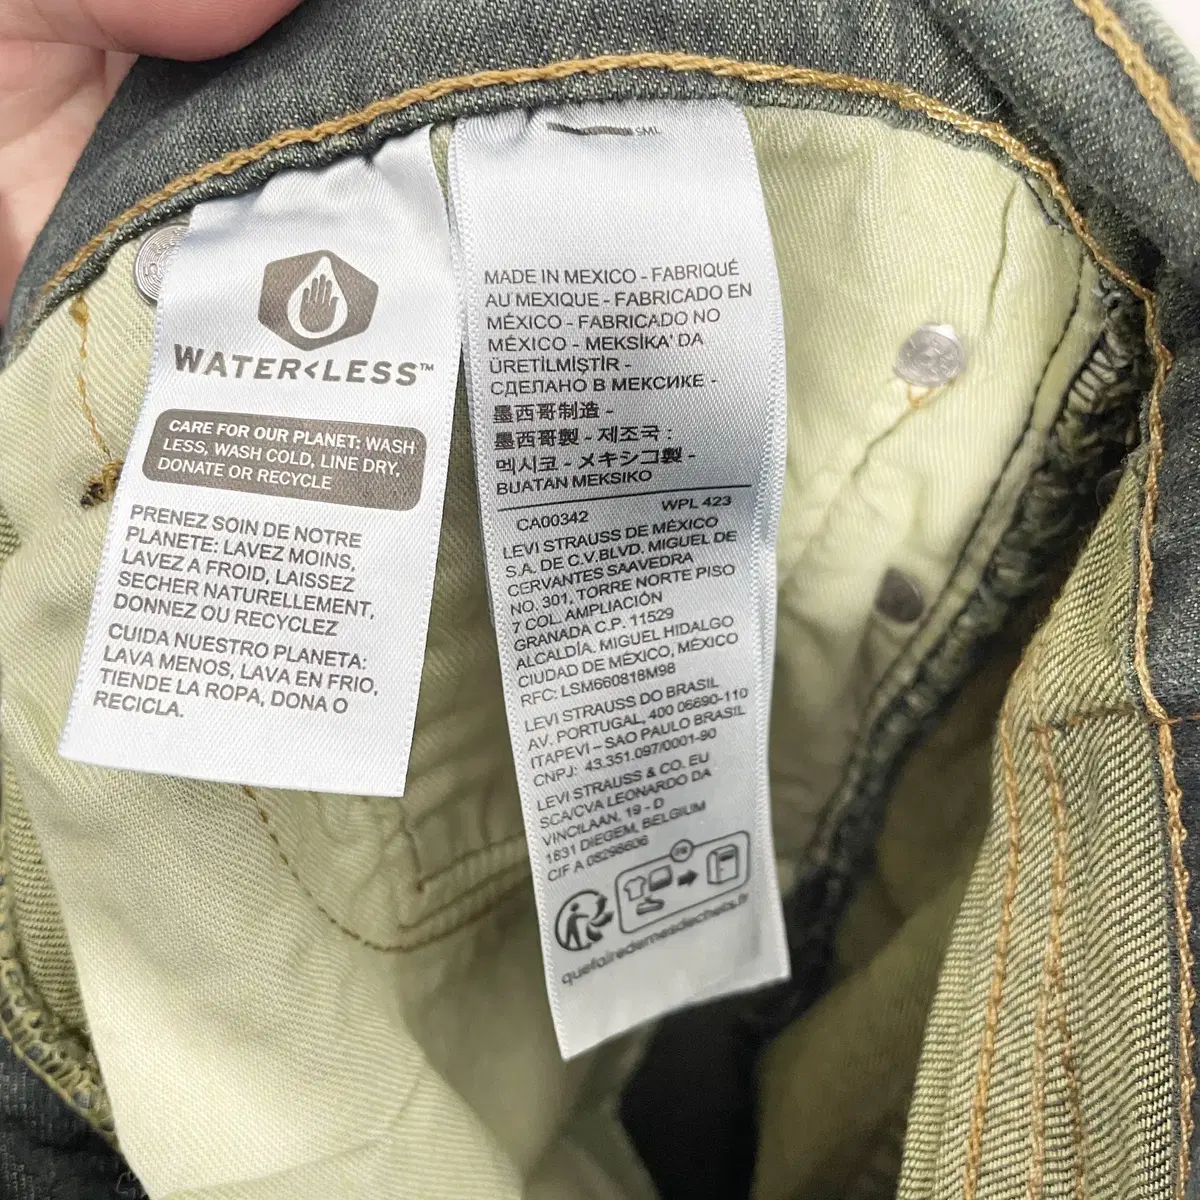 WATER<LESS™
CARE FOR OUR PLANET: WASH
LESS, WASH COLD, LINE DRY,
DONATE OR RECYCLE
PRENEZ SOIN DE NOTRE
PLANETE: LAVEZ MOINS,
LAVEZ A FROID, LAISSEZ
SECHER NATURELLEMENT,
DONNEZ OU RECYCLEZ
CUIDA NUESTRO PLANETA:
LAVA MENOS, LAVA EN FRIO,
TIENDE LA ROPA, DONA O
RECICLA.
SML
MADE IN MEXICO - FABRIQUÉ
AU MEXIQUE - FABRICADO EN
MÉXICO - FABRICADO NO
MÉXICO - MEKSİKA' DA
ÜRETİLMİŞTİR -
СДЕЛАНО В МЕКСИКЕ -
墨西哥制造 -
墨西哥製 - 제조국 :
멕시코 - メキシコ製 -
BUATAN MEKSIKO
CA00342 WPL 423
LEVI STRAUSS DE MÉXICO
S.A. DE C.V.BLVD. MIGUEL DE
CERVANTES SAAVEDRA
NO. 301, TORRE NORTE PISO
7 COL. AMPLIACIÓN
GRANADA C.P. 11529
ALCALDÍA. MIGUEL HIDALGO
CIUDAD DE MÉXICO, MÉXICO
RFC: LSM660818M98
LEVI STRAUSS DO BRASIL
AV. PORTUGAL, 400 06690-110
ITAPEVI – SAO PAULO BRASIL
CNPJ: 43.351.097/0001-90
LEVI STRAUSS & CO. EU
SCA/CVA LEONARDO DA
VINCILAAN, 19 - D
1831 DIEGEM, BELGIUM
CIF A 08298606
FR
quefairedemesdechets.fr